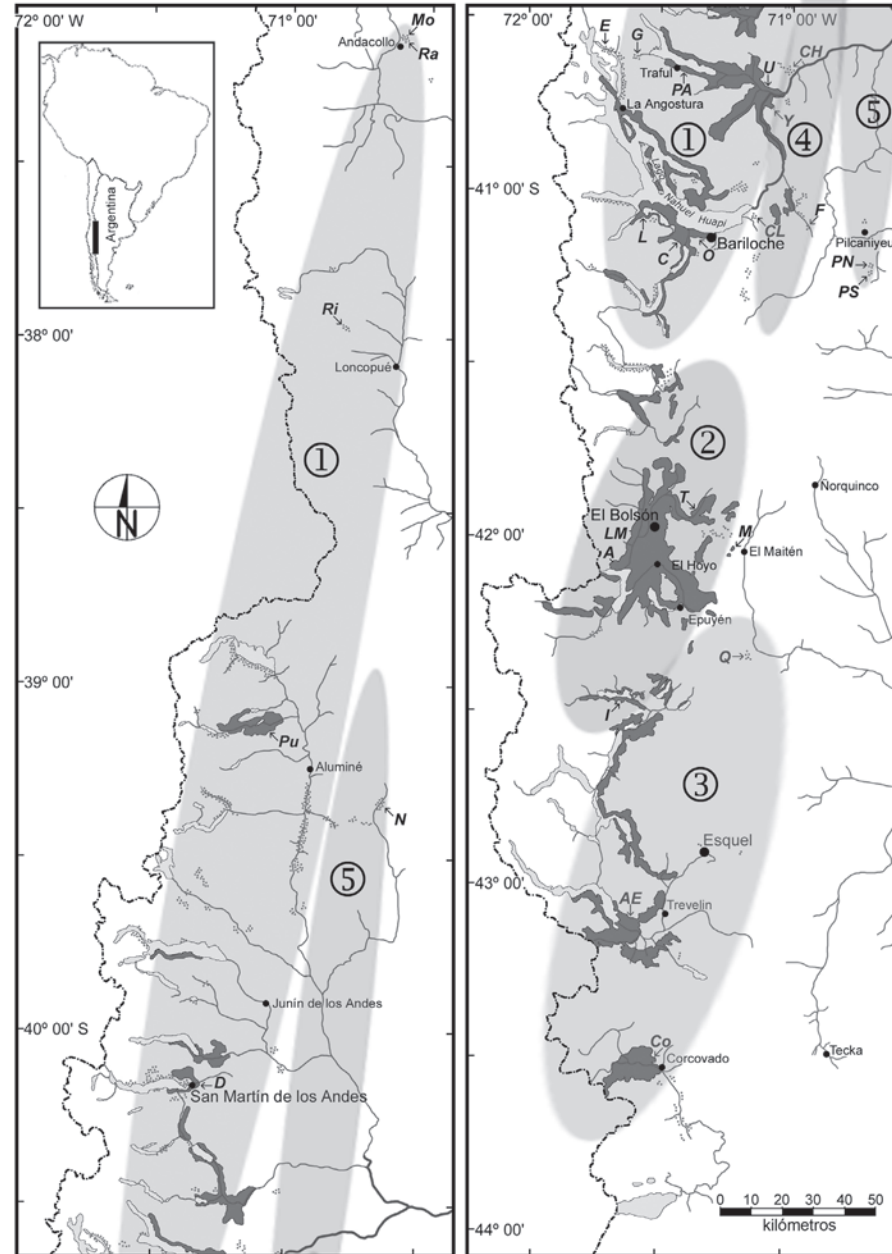 72° 00' W
71° 00'
Mo
Andacollo
Ra
Argentina
38° 00'
Ri
Loncopué
1
N
39° 00'
Pu
Aluminé
N
5
Junín de los Andes
40° 00' S
D
San Martín de los Andes
72° 00'
71° 00' W
E
G
CH
U
Traful
PA
La Angostura
Y
1
4
5
41° 00' S
Lago Nahuel Huapi
F
L
CL
Pilcaniyeu
Bariloche
C
O
PN
PS
2
Ñorquinco
T
El Bolsón
42° 00'
LM
M
A
El Maitén
El Hoyo
Epuyén
Q
I
3
Esquel
43° 00'
AE
Trevelin
Co
Corcovado
Tecka
44° 00'
0 10 20 30 40 50
kilómetros